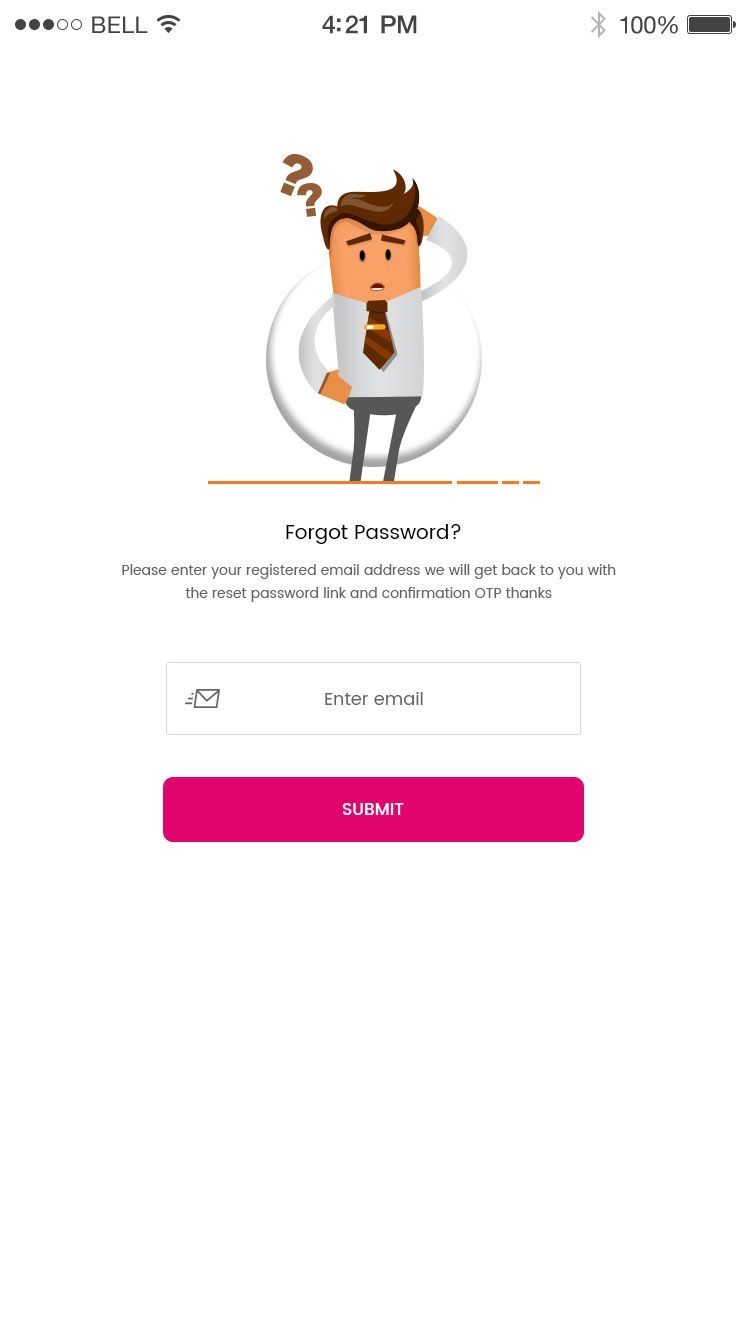 BELL 4:21 PM 100%
??
Forgot Password?
Please enter your registered email address we will get back to you with
the reset password link and confirmation OTP thanks
Enter email
SUBMIT